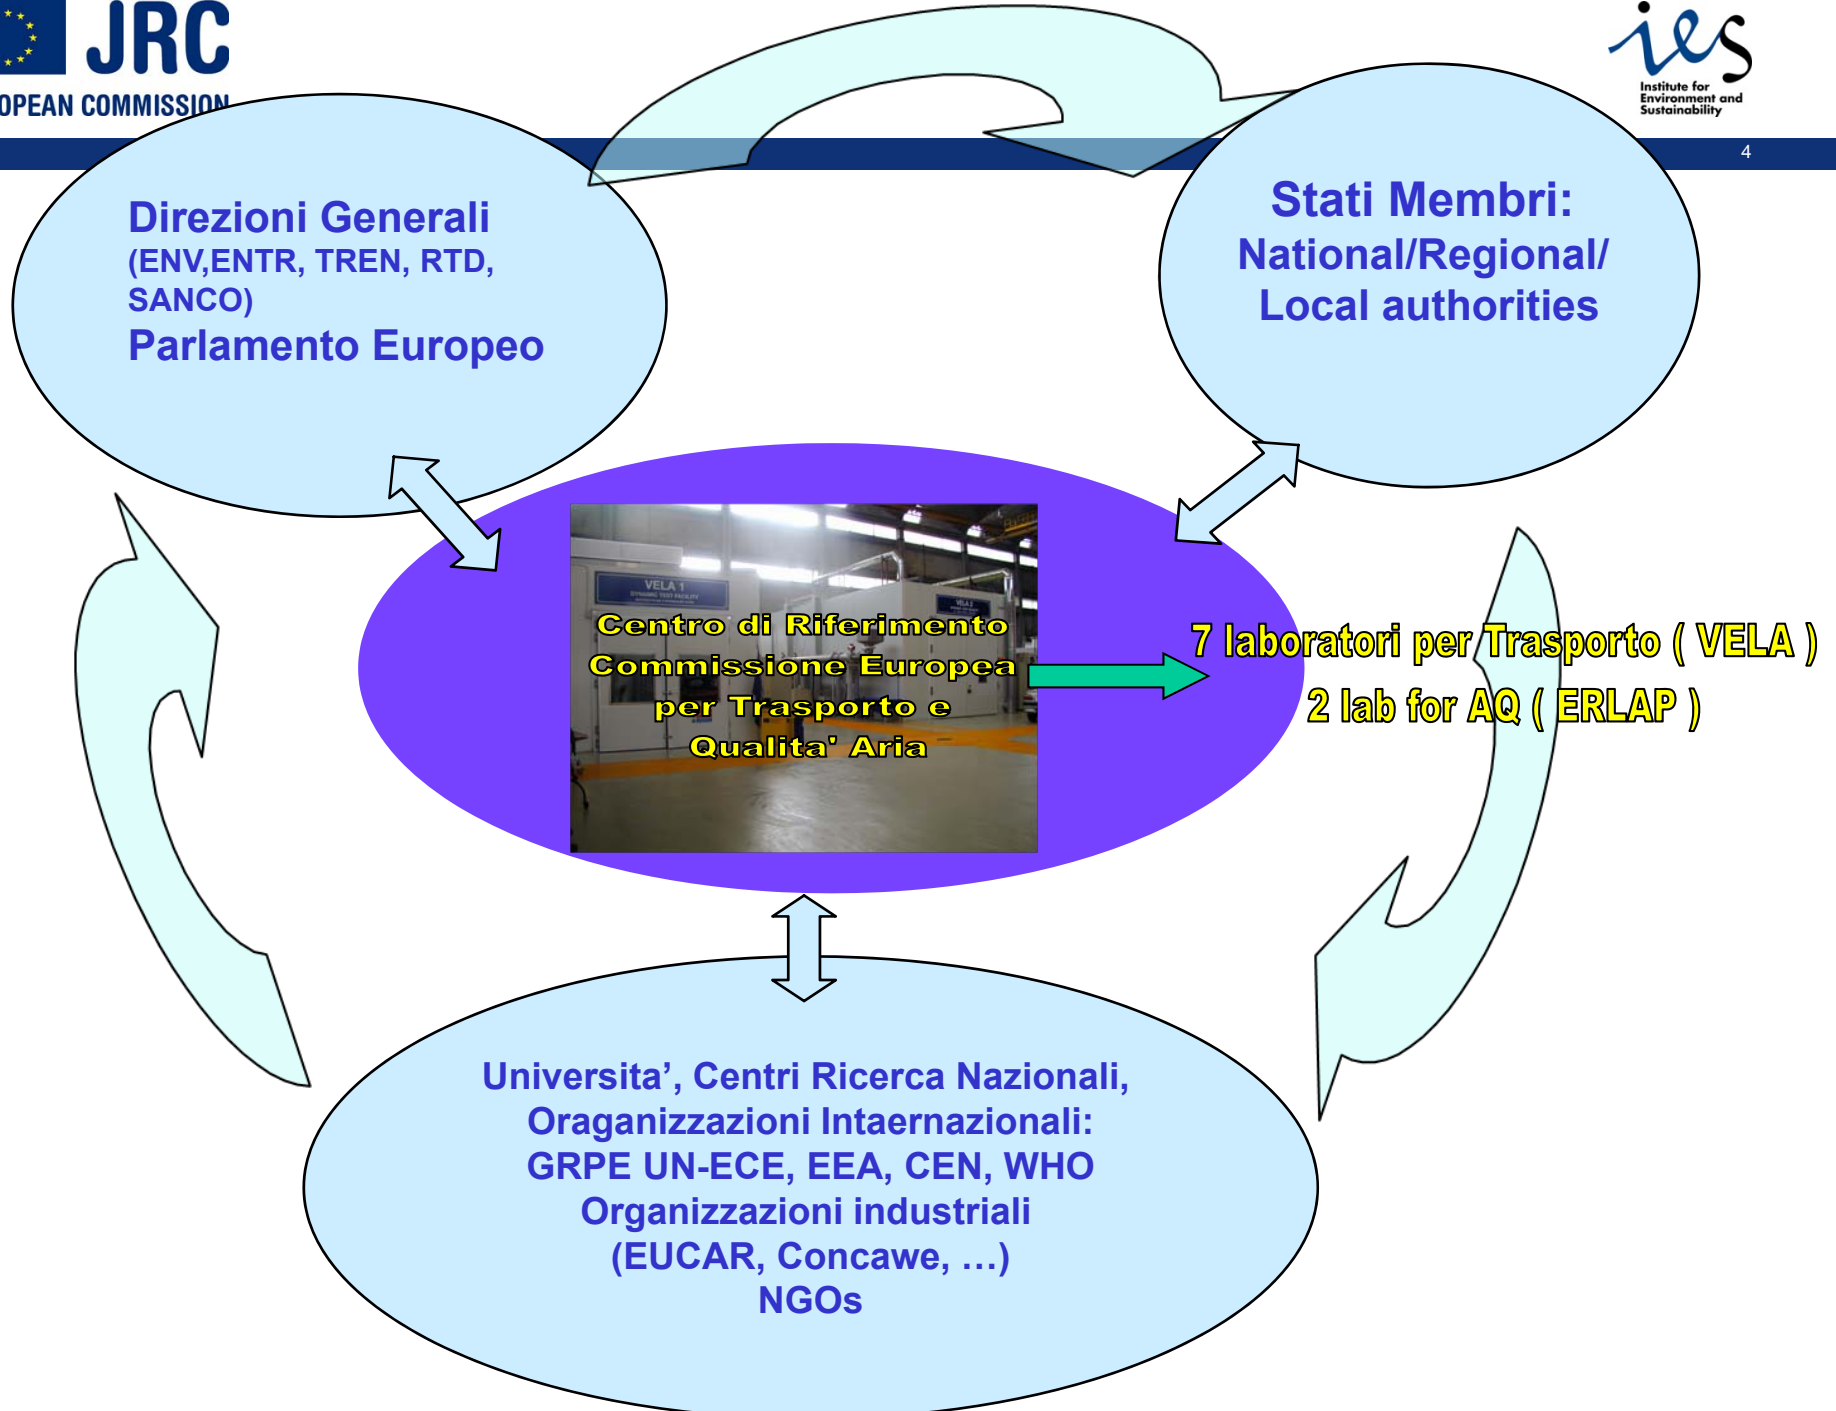 JRC
OPEAN COMMISSION
ies
Institute for
Environment and
Sustainability
4
Direzioni Generali
(ENV,ENTR, TREN, RTD,
SANCO)
Parlamento Europeo
Stati Membri:
National/Regional/
Local authorities
VELA 1
VELA 2
Centro di Riferimento
Commissione Europea
per Trasporto e
Qualita' Aria
7 laboratori per Trasporto ( VELA )
2 lab for AQ ( ERLAP )
Universita’, Centri Ricerca Nazionali,
Oraganizzazioni Intaernazionali:
GRPE UN-ECE, EEA, CEN, WHO
Organizzazioni industriali
(EUCAR, Concawe, …)
NGOs